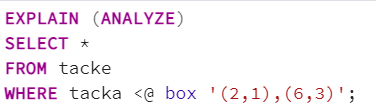 EXPLAIN (ANALYZE)
SELECT *
FROM tacke
WHERE tacka <@ box '(2,1),(6,3)';